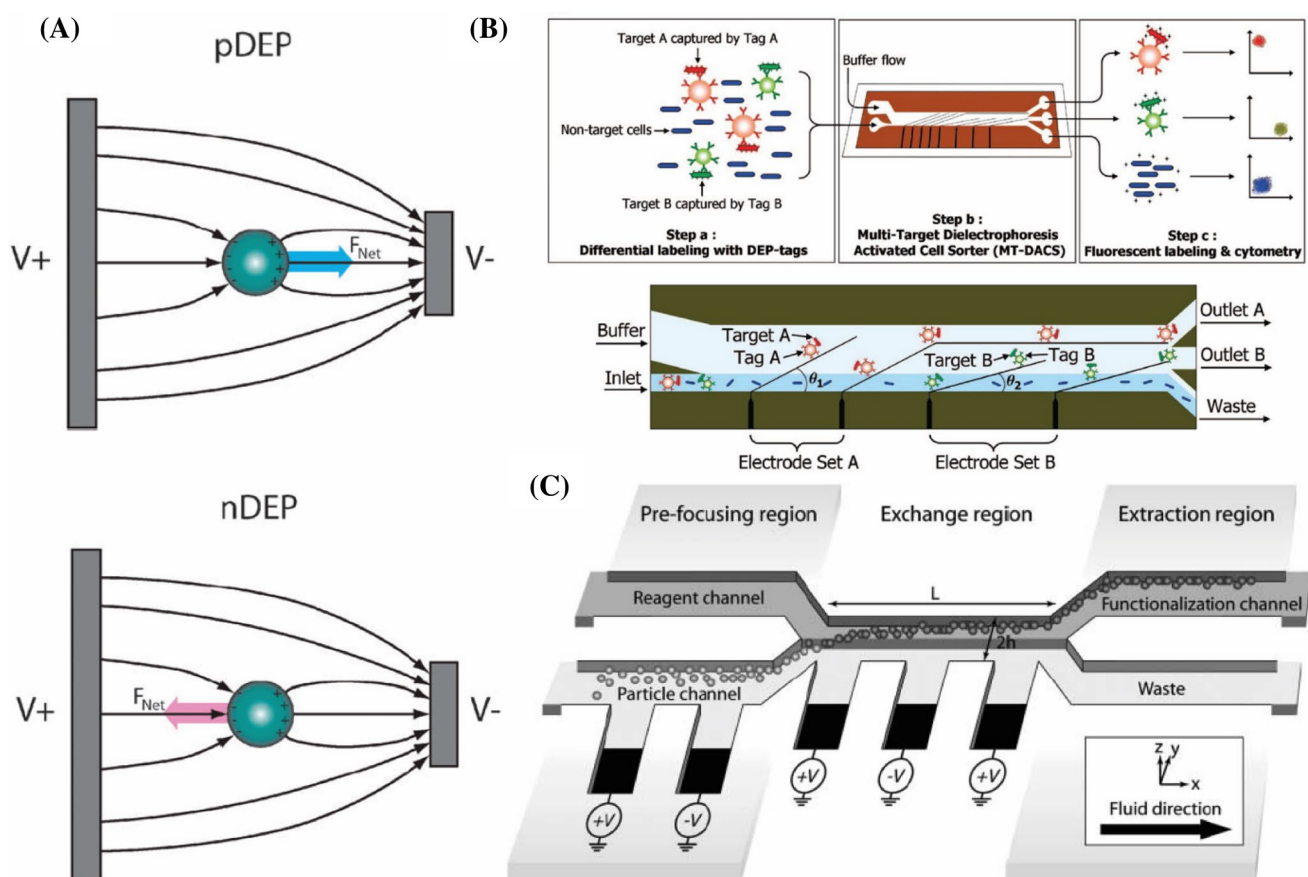 (A)
pDEP
V+
F_Net
V-
nDEP
V+
F_Net
V-
(B)
Target A captured by Tag A
Non-target cells
Target B captured by Tag B
Step a :
Differential labeling with DEP-tags
Buffer flow
Step b :
Multi-Target Dielectrophoresis
Activated Cell Sorter (MT-DACS)
Step c :
Fluorescent labeling & cytometry
Buffer
Inlet
Target A
Tag A
θ1
Target B
Tag B
θ2
Outlet A
Outlet B
Waste
Electrode Set A
Electrode Set B
(C)
Pre-focusing region
Exchange region
Extraction region
Reagent channel
L
Functionalization channel
2h
Particle channel
Waste
+V
-V
+V
-V
+V
z
y
x
Fluid direction